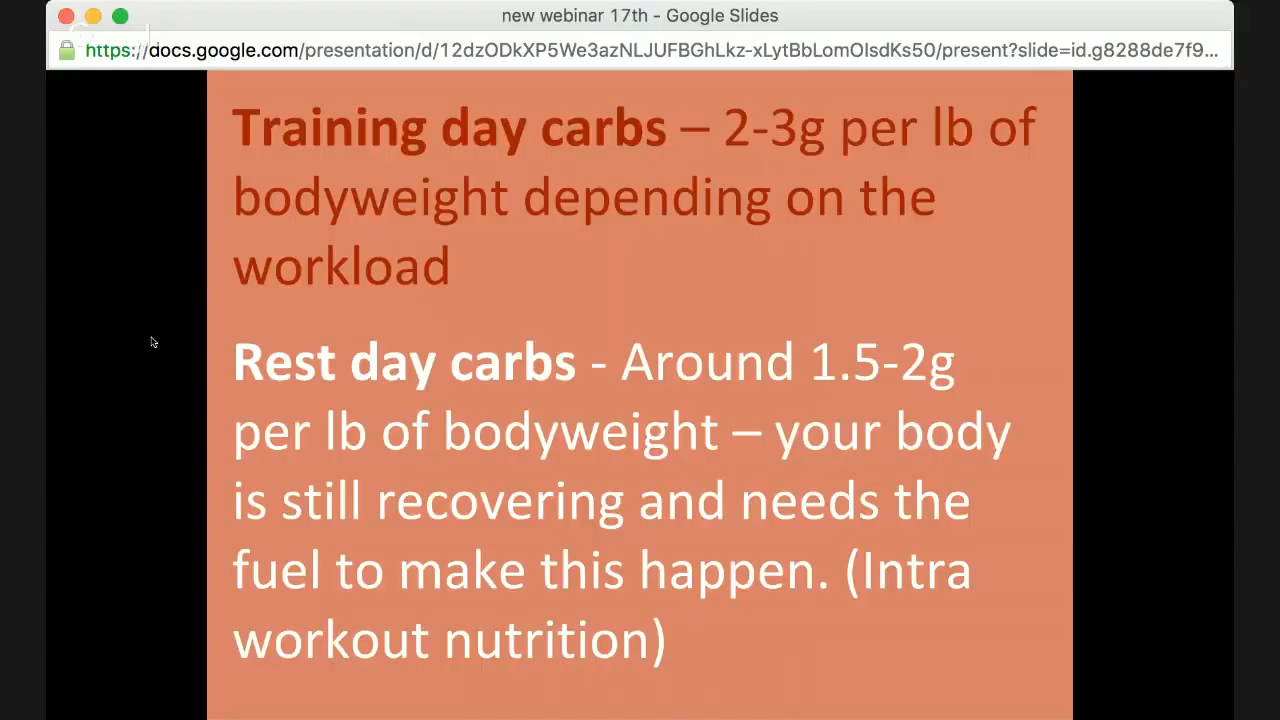 new webinar 17th - Google Slides
https://docs.google.com/presentation/d/12dzODkXP5We3azNLJUFBGhLkz-xLytBbLomOIsdKs50/present?slide=id.g8288de7f9...
Training day carbs – 2-3g per lb of
bodyweight depending on the
workload
Rest day carbs - Around 1.5-2g
per lb of bodyweight – your body
is still recovering and needs the
fuel to make this happen. (Intra
workout nutrition)